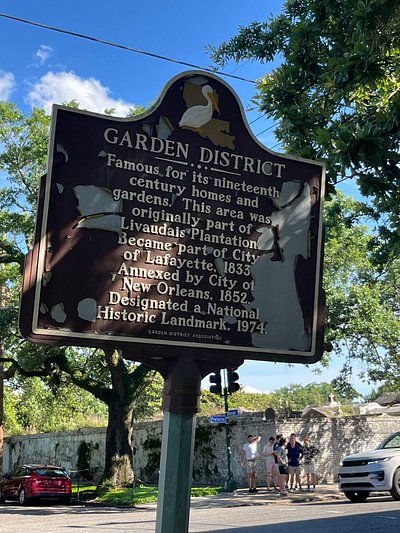 GARDEN DISTRICT
Famous for its nineteenth
century homes and
gardens. This area was
originally part of
Livaudais Plantation.
Became part of City
of Lafayette, 1833.
Annexed by City of
New Orleans, 1852.
Designated a National
Historic Landmark, 1974.
GARDEN DISTRICT ASSOCIATION